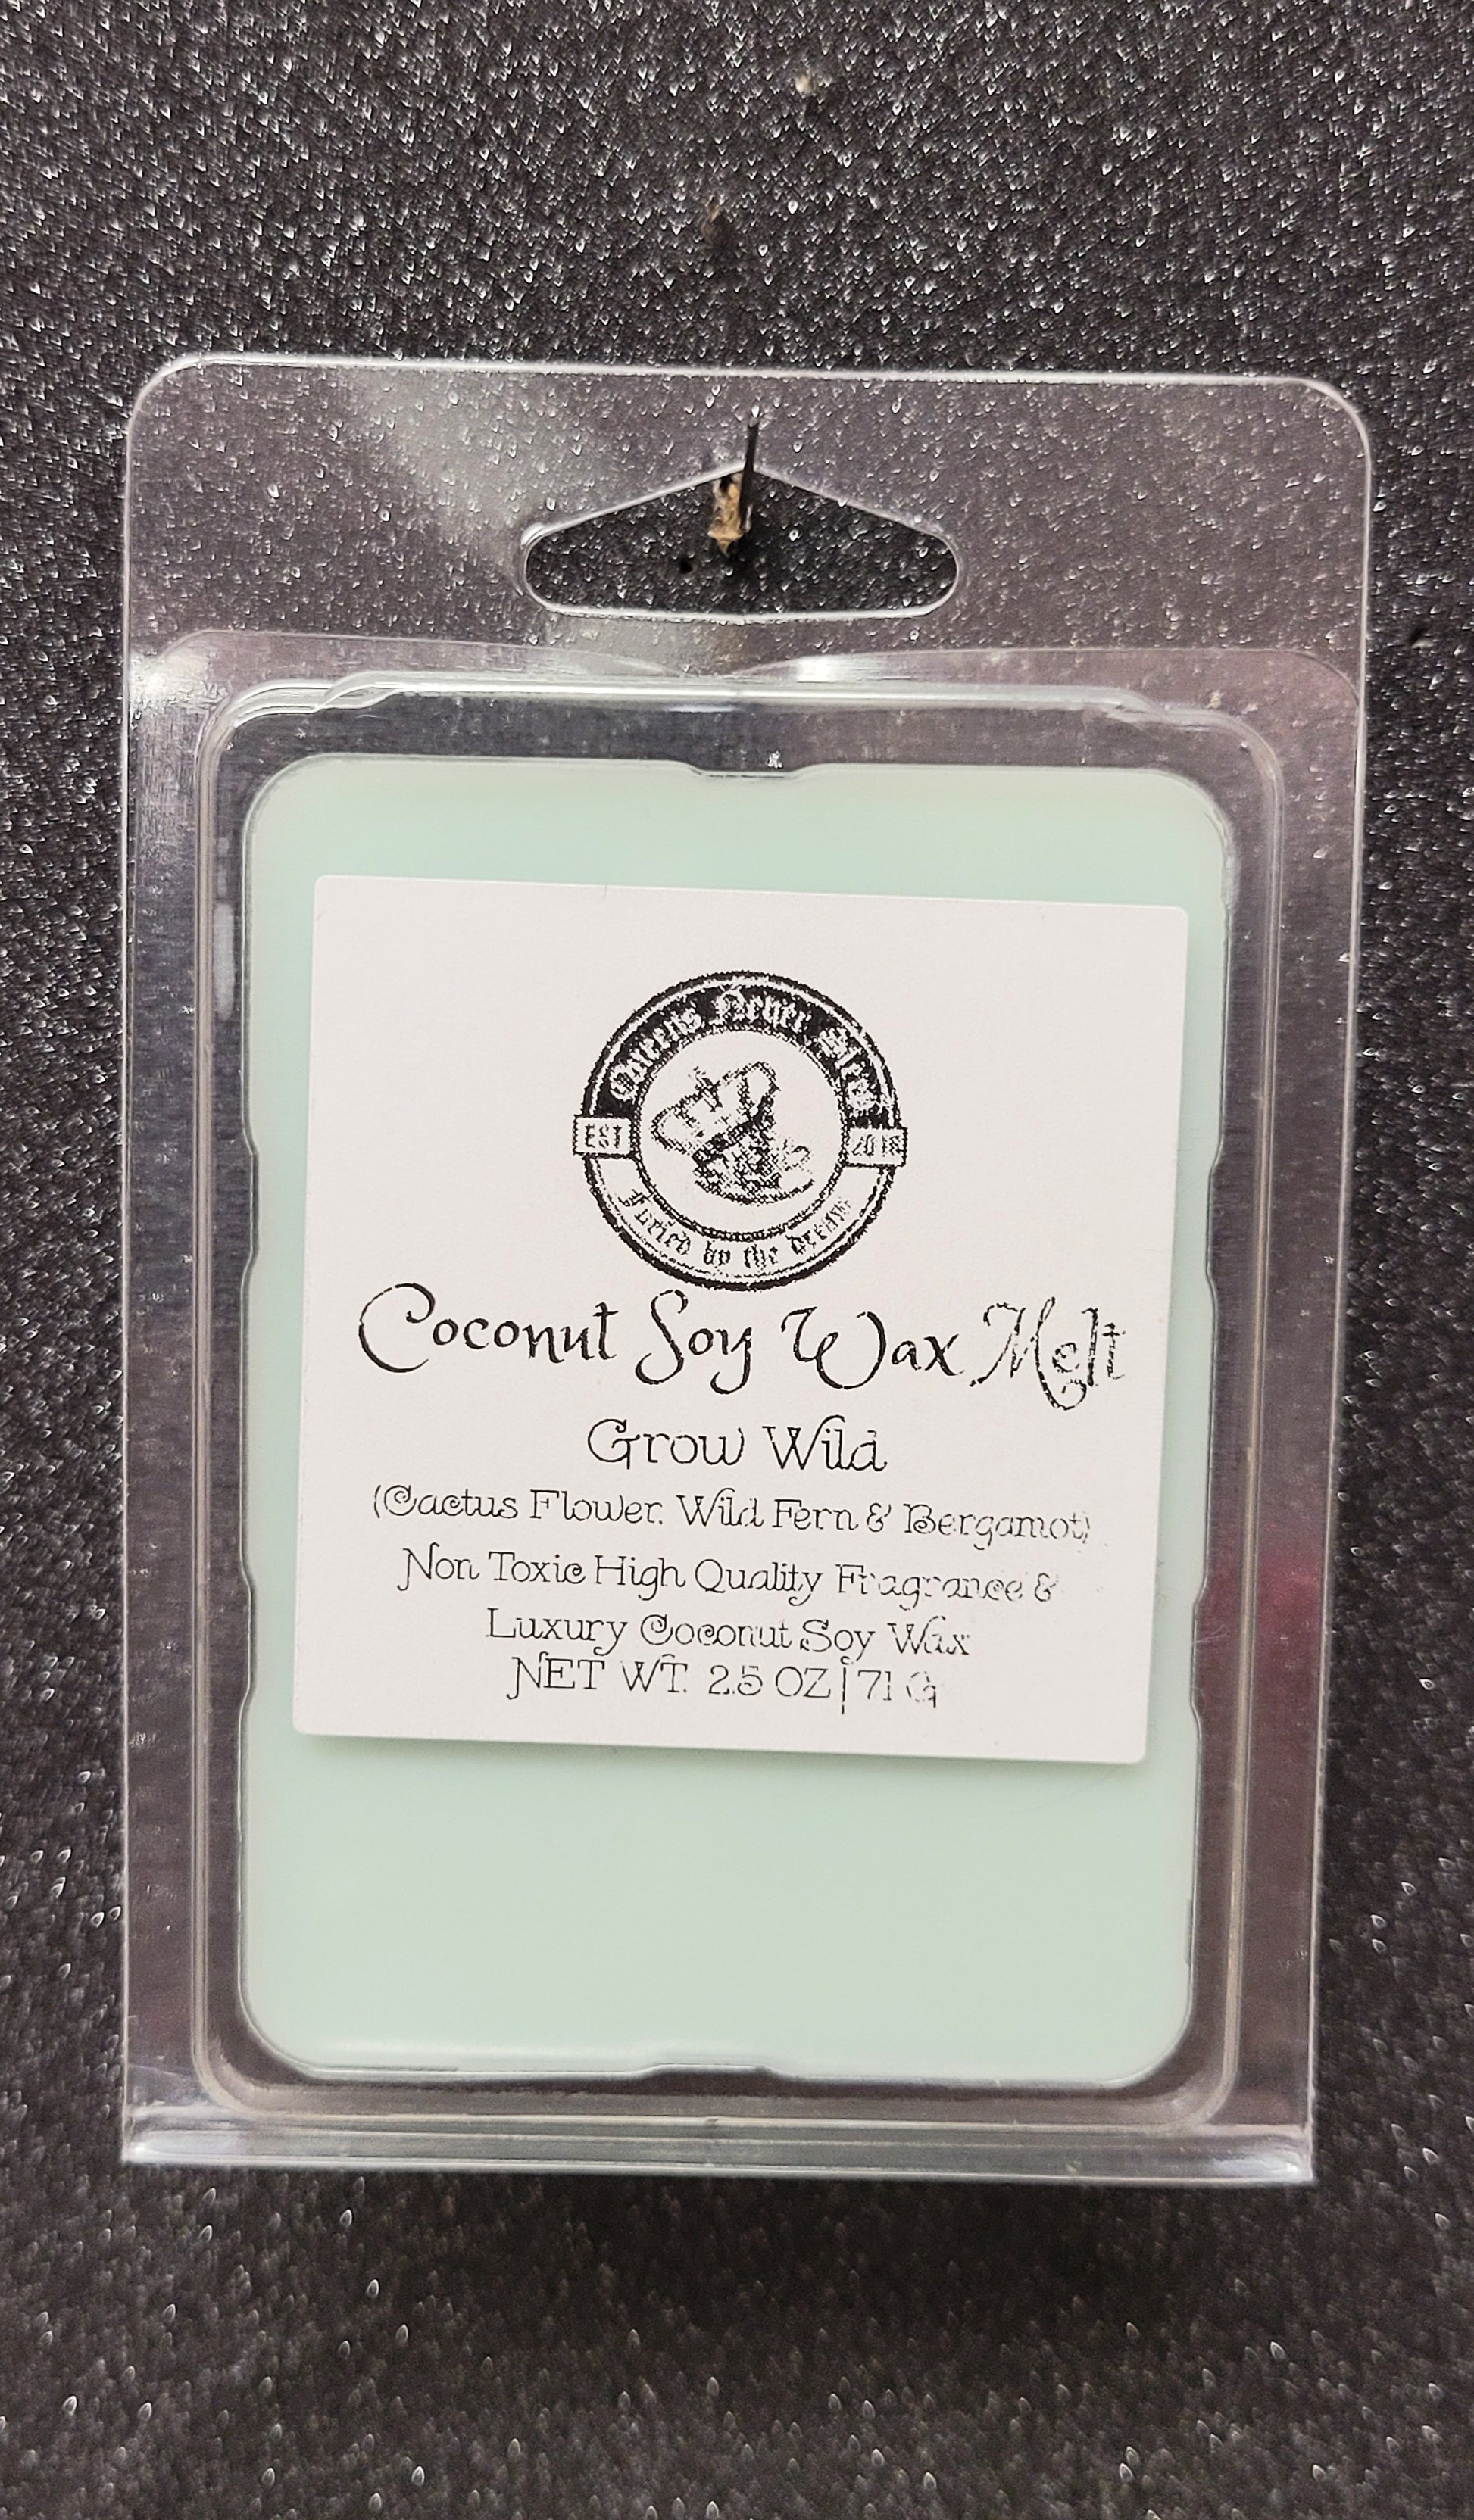 Queens Never Sleep
EST 2018
by the dream
Coconut Soy Wax Melt
Grow Wild
(Cactus Flower, Wild Fern & Bergamot)
Non Toxic High Quality Fragrance &
Luxury Coconut Soy Wax
NET WT. 2.5 OZ|71 G